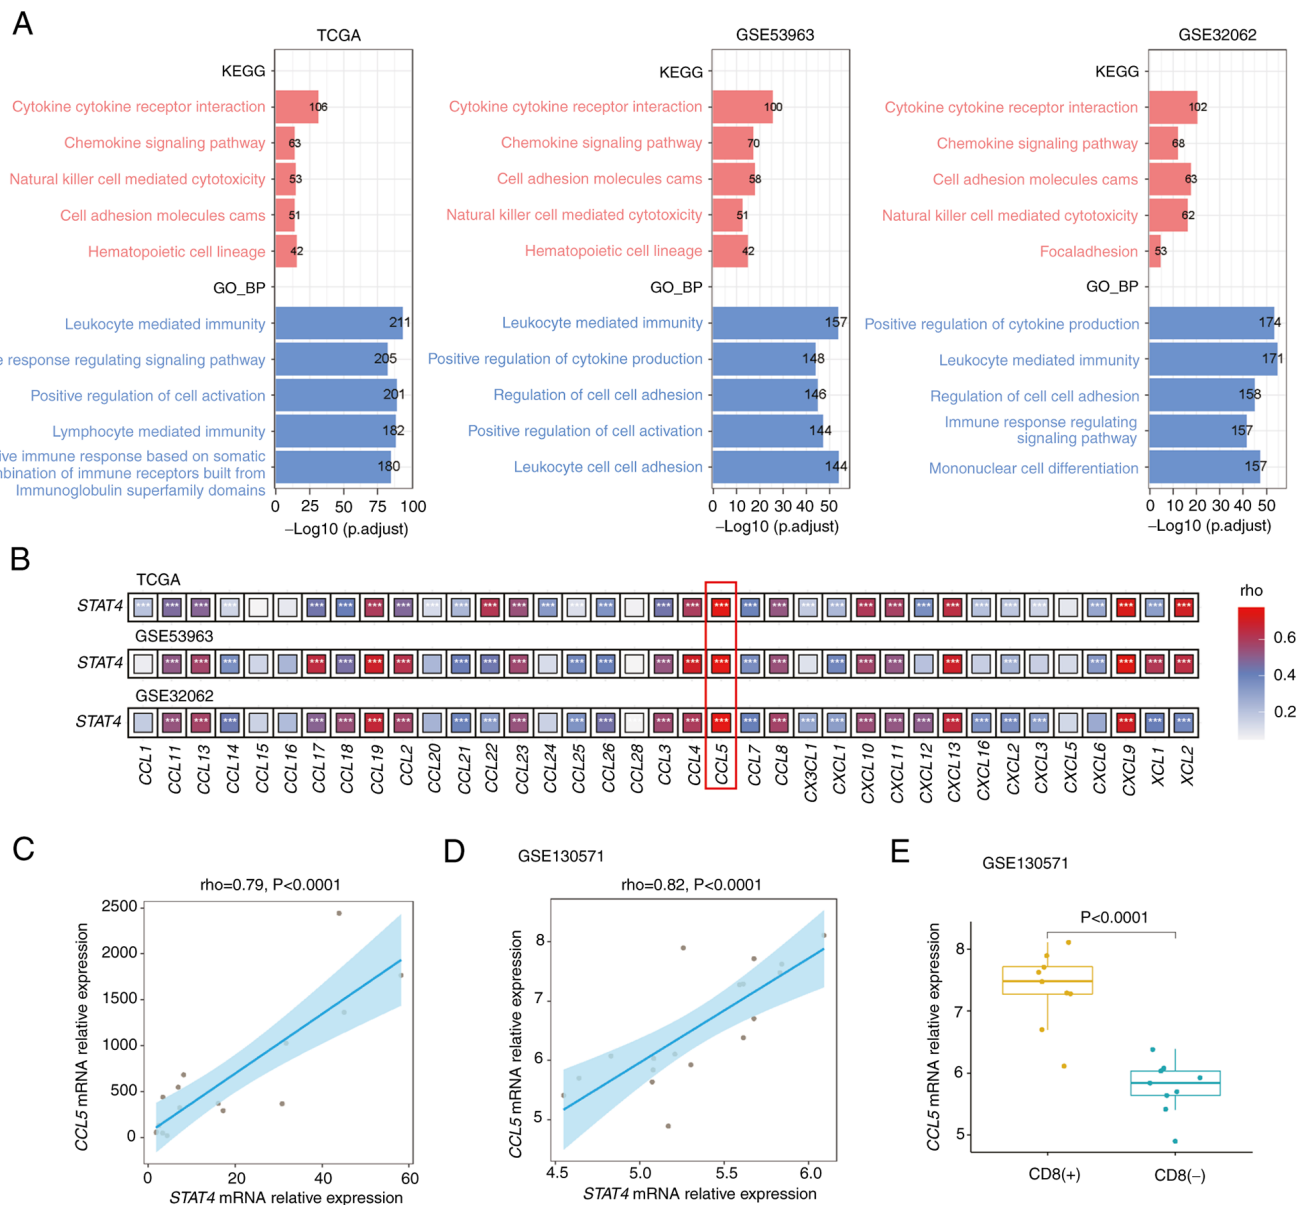 A
TCGA
KEGG
Cytokine cytokine receptor interaction
106
Chemokine signaling pathway
63
Natural killer cell mediated cytotoxicity
53
Cell adhesion molecules cams
51
Hematopoietic cell lineage
42
GO_BP
Leukocyte mediated immunity
211
response regulating signaling pathway
205
Positive regulation of cell activation
201
Lymphocyte mediated immunity
182
immune response based on somatic
of immune receptors built from
Immunoglobulin superfamily domains
180
0 25 50 75 100
−Log10 (p.adjust)
GSE53963
KEGG
Cytokine cytokine receptor interaction
100
Chemokine signaling pathway
70
Cell adhesion molecules cams
58
Natural killer cell mediated cytotoxicity
51
Hematopoietic cell lineage
42
GO_BP
Leukocyte mediated immunity
157
Positive regulation of cytokine production
148
Regulation of cell cell adhesion
146
Positive regulation of cell activation
144
Leukocyte cell cell adhesion
144
0 10 20 30 40 50
−Log10 (p.adjust)
GSE32062
KEGG
Cytokine cytokine receptor interaction
102
Chemokine signaling pathway
68
Cell adhesion molecules cams
63
Natural killer cell mediated cytotoxicity
62
Focaladhesion
53
GO_BP
Positive regulation of cytokine production
174
Leukocyte mediated immunity
171
Regulation of cell cell adhesion
158
Immune response regulating
signaling pathway
157
Mononuclear cell differentiation
157
0 10 20 30 40 50
−Log10 (p.adjust)
B
TCGA
STAT4
GSE53963
STAT4
GSE32062
STAT4
CCL1 CCL11 CCL13 CCL14 CCL15 CCL16 CCL17 CCL18 CCL19 CCL2 CCL20 CCL21 CCL22 CCL23 CCL24 CCL25 CCL26 CCL28 CCL3 CCL4 CCL5 CCL7 CCL8 CX3CL1 CXCL1 CXCL10 CXCL11 CXCL12 CXCL13 CXCL16 CXCL2 CXCL3 CXCL5 CXCL6 CXCL9 XCL1 XCL2
rho
0.6
0.4
0.2
C
rho=0.79, P<0.0001
CCL5 mRNA relative expression
2500
2000
1500
1000
500
0
0 20 40 60
STAT4 mRNA relative expression
D
GSE130571
rho=0.82, P<0.0001
CCL5 mRNA relative expression
8
7
6
5
4.5 5.0 5.5 6.0
STAT4 mRNA relative expression
E
GSE130571
P<0.0001
CCL5 mRNA relative expression
8
7
6
5
CD8(+) CD8(−)